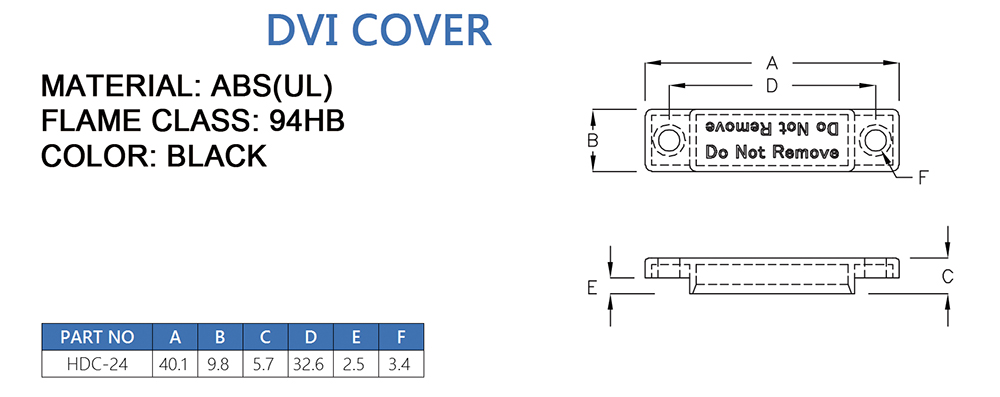 DVI COVER
MATERIAL: ABS(UL)
FLAME CLASS: 94HB
COLOR: BLACK
A
D
B
Do Not Remove
Do Not Remove
F
E
C
PART NO A B C D E F
HDC-24 40.1 9.8 5.7 32.6 2.5 3.4